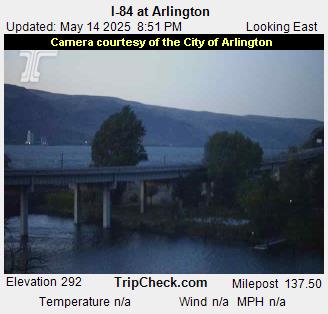 I-84 at Arlington
Updated: May 14 2025 8:51 PM Looking East
Camera courtesy of the City of Arlington
Elevation 292 TripCheck.com Milepost 137.50
Temperature n/a Wind n/a MPH n/a